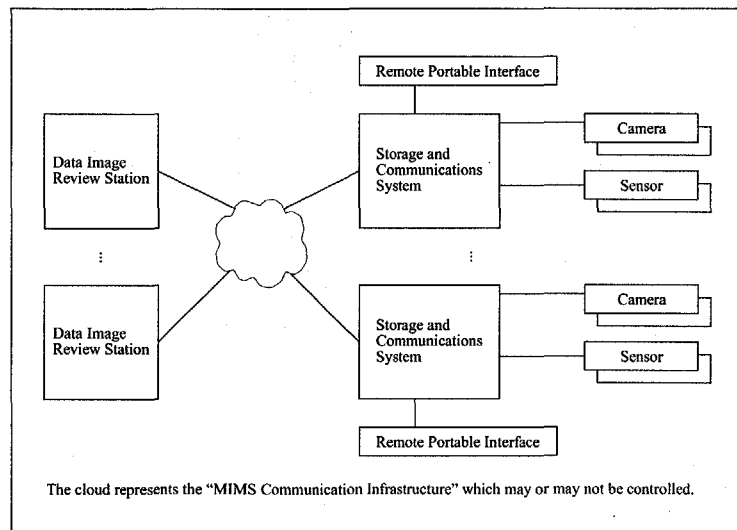 Remote Portable Interface
Data Image
Review Station
Storage and
Communications
System
Camera
Sensor
⋮
⋮
Data Image
Review Station
Storage and
Communications
System
Camera
Sensor
Remote Portable Interface
The cloud represents the "MIMS Communication Infrastructure" which may or may not be controlled.